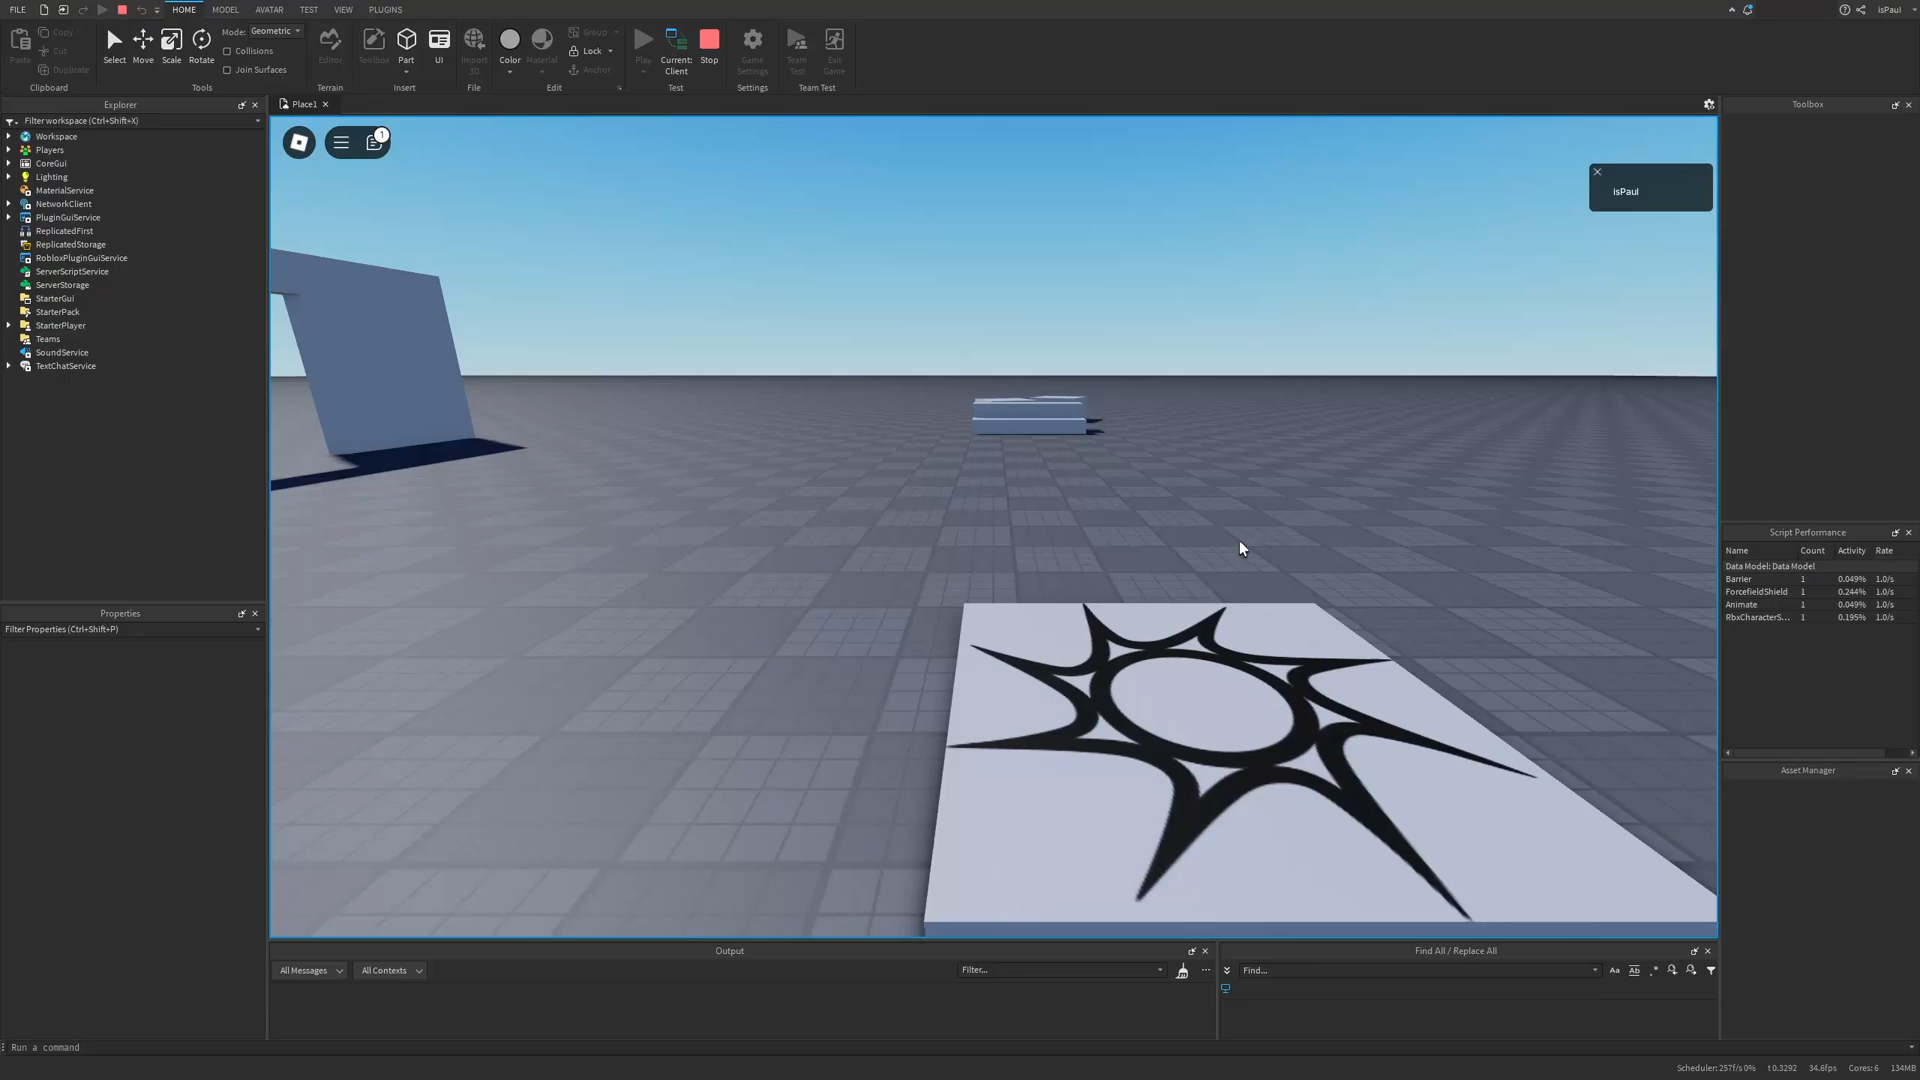 FILE
HOME
MODEL
AVATAR
TEST
VIEW
PLUGINS
isPaul
Paste
Copy
Cut
Duplicate
Clipboard
Select
Move
Scale
Rotate
Mode: Geometric
Collisions
Join Surfaces
Tools
Editor
Terrain
Toolbox
Part
UI
Insert
Import
3D
File
Color
Material
Group
Lock
Anchor
Edit
Play
Current:
Client
Stop
Test
Game
Settings
Settings
Team
Test
Exit
Game
Team Test
Explorer
Filter workspace (Ctrl+Shift+X)
Workspace
Players
CoreGui
Lighting
MaterialService
NetworkClient
PluginGuiService
ReplicatedFirst
ReplicatedStorage
RobloxPluginGuiService
ServerScriptService
ServerStorage
StarterGui
StarterPack
StarterPlayer
Teams
SoundService
TextChatService
Properties
Filter Properties (Ctrl+Shift+P)
Place1
1
isPaul
Toolbox
Script Performance
Name Count Activity Rate
Data Model: Data Model
Barrier 1 0.049% 1.0/s
ForcefieldShield 1 0.244% 1.0/s
Animate 1 0.049% 1.0/s
RbxCharacterS... 1 0.195% 1.0/s
Asset Manager
Output
All Messages
All Contexts
Filter...
Find All / Replace All
Find...
Aa
Ab
.*
Run a command
Scheduler: 257f/s 0% t 0.3292 34.6fps Cores: 6 134MB